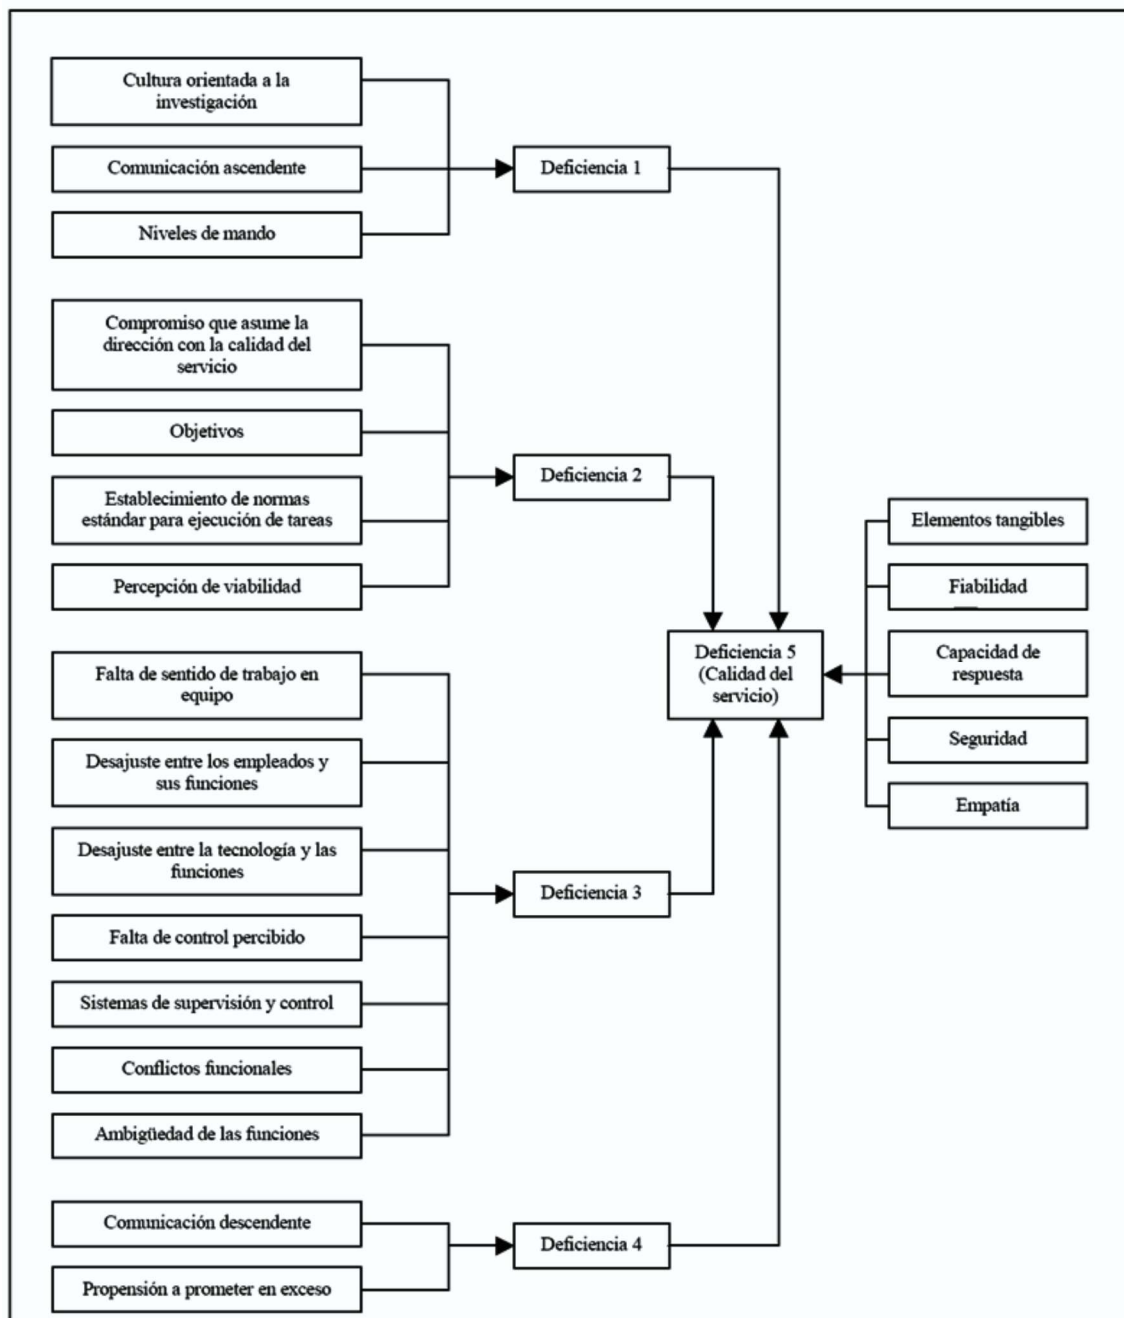 Cultura orientada a la
investigación
Comunicación ascendente
Niveles de mando
Deficiencia 1
Compromiso que asume la
dirección con la calidad del
servicio
Objetivos
Establecimiento de normas
estándar para ejecución de tareas
Percepción de viabilidad
Deficiencia 2
Falta de sentido de trabajo en
equipo
Desajuste entre los empleados y
sus funciones
Desajuste entre la tecnología y las
funciones
Falta de control percibido
Sistemas de supervisión y control
Conflictos funcionales
Ambigüedad de las funciones
Deficiencia 3
Comunicación descendente
Propensión a prometer en exceso
Deficiencia 4
Deficiencia 5
(Calidad del
servicio)
Elementos tangibles
Fiabilidad
Capacidad de
respuesta
Seguridad
Empatía